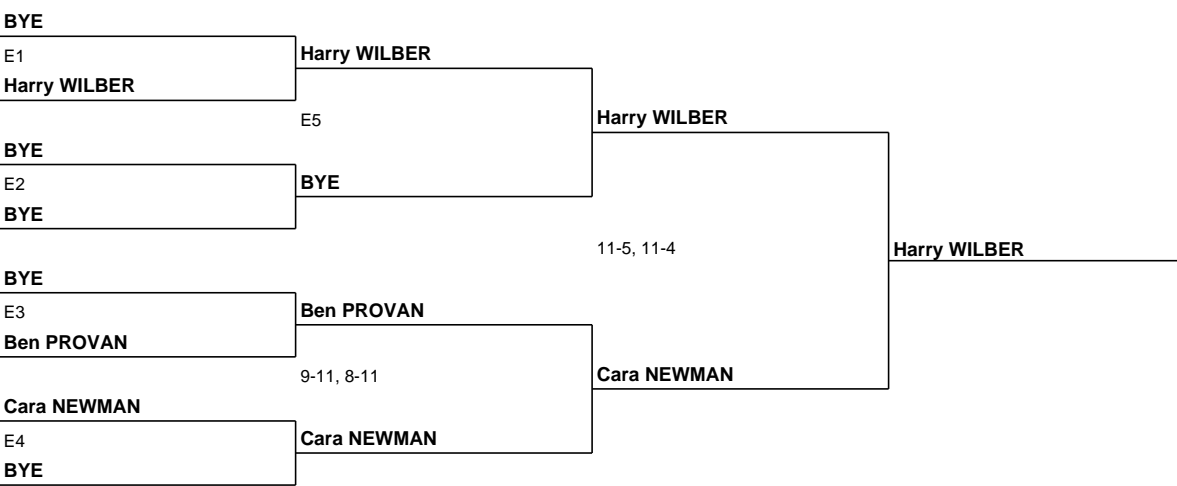 BYE
E1
Harry WILBER
Harry WILBER
E5
BYE
E2
BYE
BYE
Harry WILBER
BYE
E3
Ben PROVAN
Ben PROVAN
9-11, 8-11
Cara NEWMAN
E4
BYE
Cara NEWMAN
Cara NEWMAN
11-5, 11-4
Harry WILBER